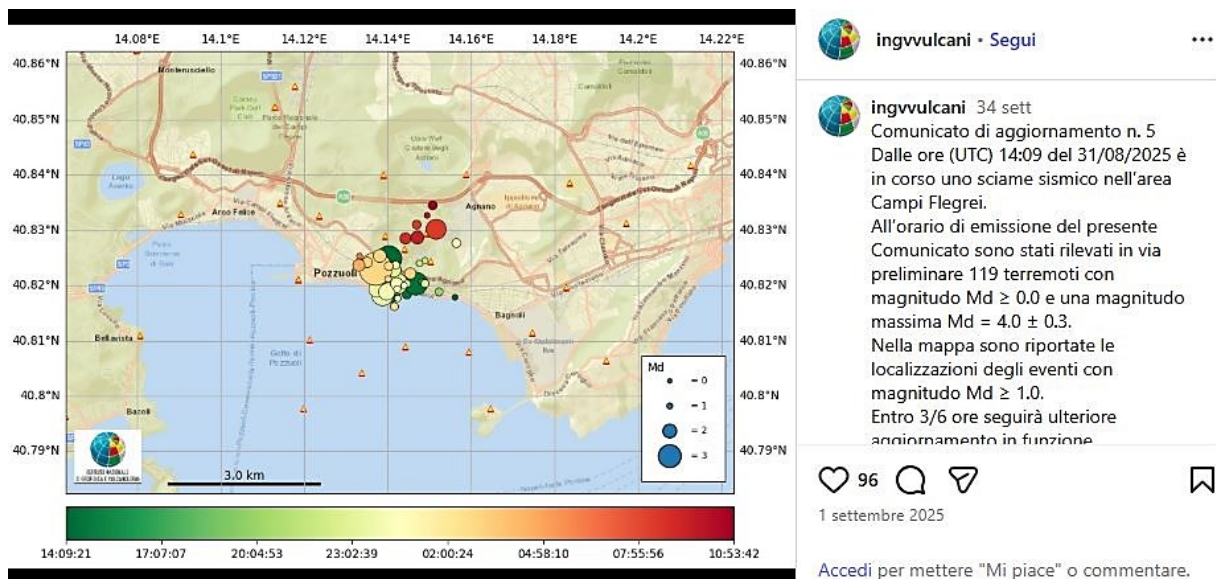 14.08°E 14.1°E 14.12°E 14.14°E 14.16°E 14.18°E 14.2°E 14.22°E
40.86°N 40.86°N
40.85°N 40.85°N
40.84°N 40.84°N
40.83°N 40.83°N
40.82°N 40.82°N
40.81°N 40.81°N
40.8°N 40.8°N
40.79°N 40.79°N
Monterusciello
Camaldoli
Lago
Averno
Arco Felice
Agnano
Pozzuoli
Bagnoli
Bellavista
Golfo di
Pozzuoli
Bacoli
Md
= 0
= 1
= 2
= 3
3.0 km
14:09:21 17:07:07 20:04:53 23:02:39 02:00:24 04:58:10 07:55:56 10:53:42
ingvvulcani • Segui
ingvvulcani 34 sett
Comunicato di aggiornamento n. 5
Dalle ore (UTC) 14:09 del 31/08/2025 è
in corso uno sciame sismico nell'area
Campi Flegrei.
All'orario di emissione del presente
Comunicato sono stati rilevati in via
preliminare 119 terremoti con
magnitudo Md ≥ 0.0 e una magnitudo
massima Md = 4.0 ± 0.3.
Nella mappa sono riportate le
localizzazioni degli eventi con
magnitudo Md ≥ 1.0.
Entro 3/6 ore seguirà ulteriore
aggiornamento in funzione
96
1 settembre 2025
Accedi per mettere "Mi piace" o commentare.